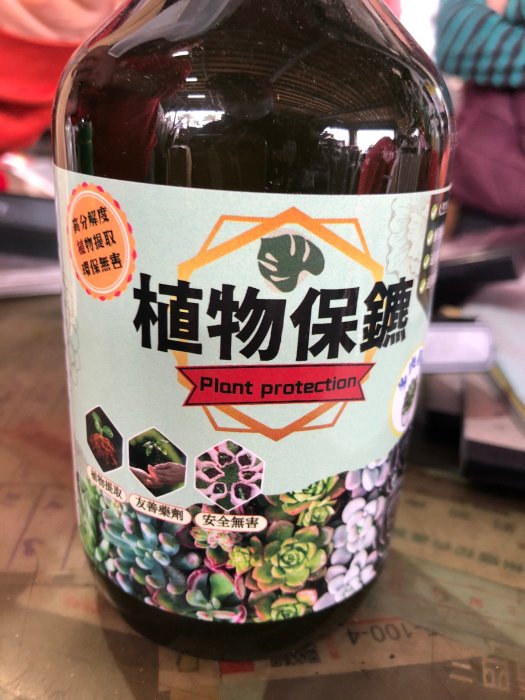 高分解度
植物提取
環保無害
植物保鑣
Plant protection
植物提取
友善藥劑
安全無害
100-4